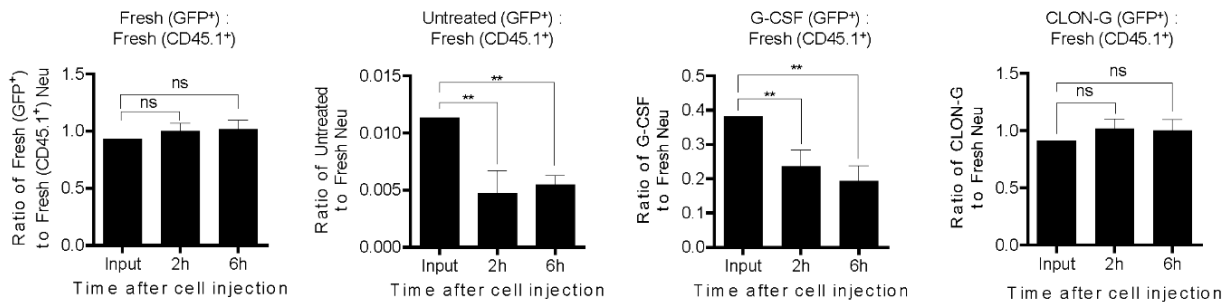 Fresh (GFP⁺) :
Fresh (CD45.1⁺)
Ratio of Fresh (GFP⁺)
to Fresh (CD45.1⁺) Neu
1.5
1.0
0.5
0.0
ns
ns
Input 2h 6h
Time after cell injection
Untreated (GFP⁺) :
Fresh (CD45.1⁺)
Ratio of Untreated
to Fresh Neu
0.015
0.010
0.005
0.000
**
**
Input 2h 6h
Time after cell injection
G-CSF (GFP⁺) :
Fresh (CD45.1⁺)
Ratio of G-CSF
to Fresh Neu
0.5
0.4
0.3
0.2
0.1
0.0
**
**
Input 2h 6h
Time after cell injection
CLON-G (GFP⁺) :
Fresh (CD45.1⁺)
Ratio of CLON-G
to Fresh Neu
1.5
1.0
0.5
0.0
ns
ns
Input 2h 6h
Time after cell injection